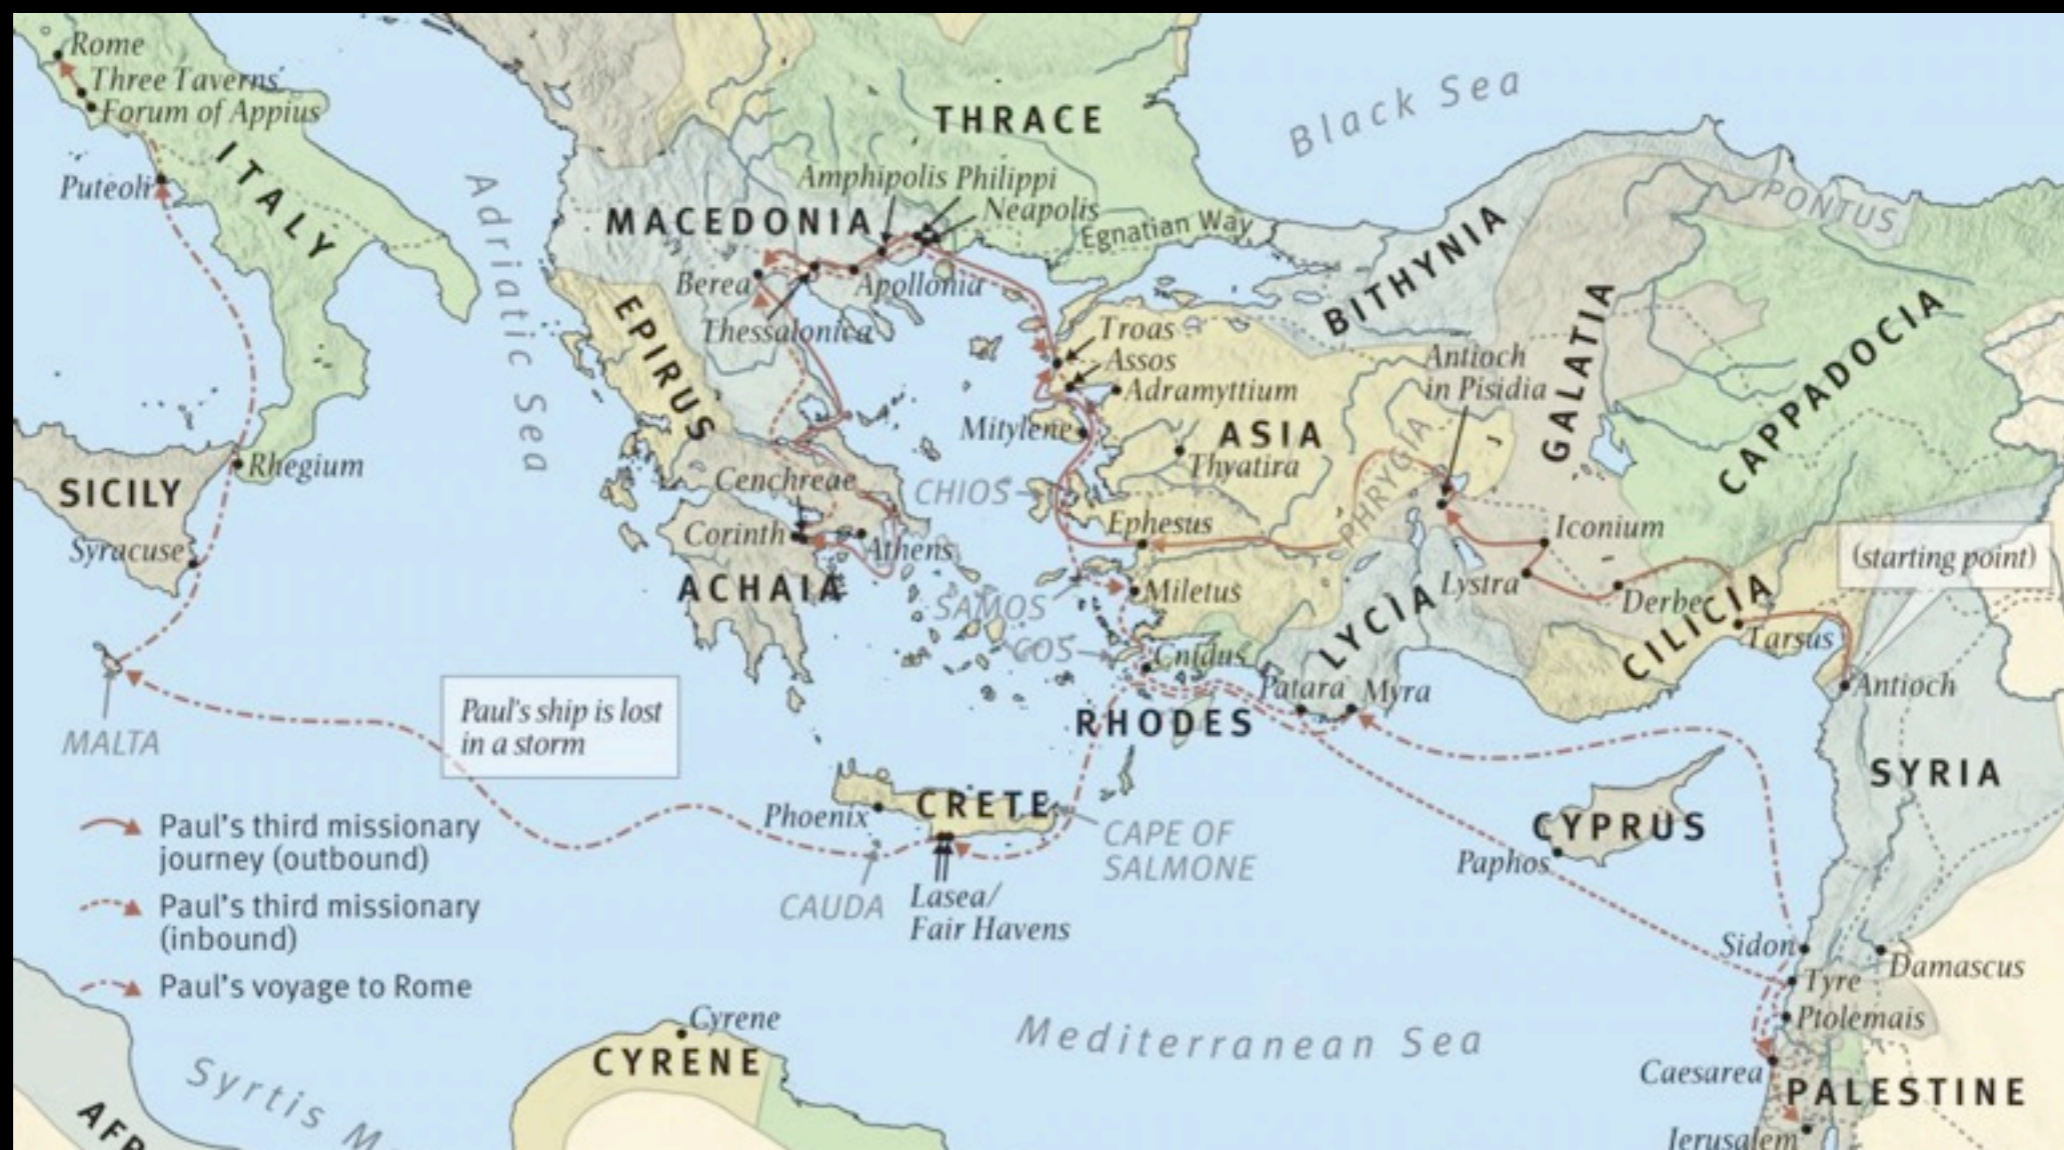 Rome
Three Taverns
Forum of Appius
ITALY
Puteoli
Adriatic Sea
THRACE
Black Sea
Amphipolis Philippi
Neapolis
MACEDONIA
Egnatian Way
PONTUS
BITHYNIA
Berea
Apollonia
Thessalonica
EPIRUS
Troas
Assos
Adramyttium
Antioch
in Pisidia
GALATIA
CAPPADOCIA
Mitylene
ASIA
Thyatira
PHRYGIA
Rhegium
SICILY
Cenchreae
CHIOS
Corinth
Athens
Ephesus
Iconium
(starting point)
Syracuse
ACHAIA
SAMOS
Miletus
Lystra
Derbe
CILICIA
LYCIA
Tarsus
COS
Cnidus
Patara
Myra
Antioch
MALTA
Paul's ship is lost
in a storm
RHODES
SYRIA
CRETE
Phoenix
CAPE OF
SALMONE
CYPRUS
Paphos
Paul's third missionary
journey (outbound)
CAUDA
Lasea/
Fair Havens
Paul's third missionary
(inbound)
Sidon
Damascus
Tyre
Paul's voyage to Rome
Ptolemais
Cyrene
CYRENE
Mediterranean Sea
Caesarea
PALESTINE
Syrtis M
AFR
Jerusalem